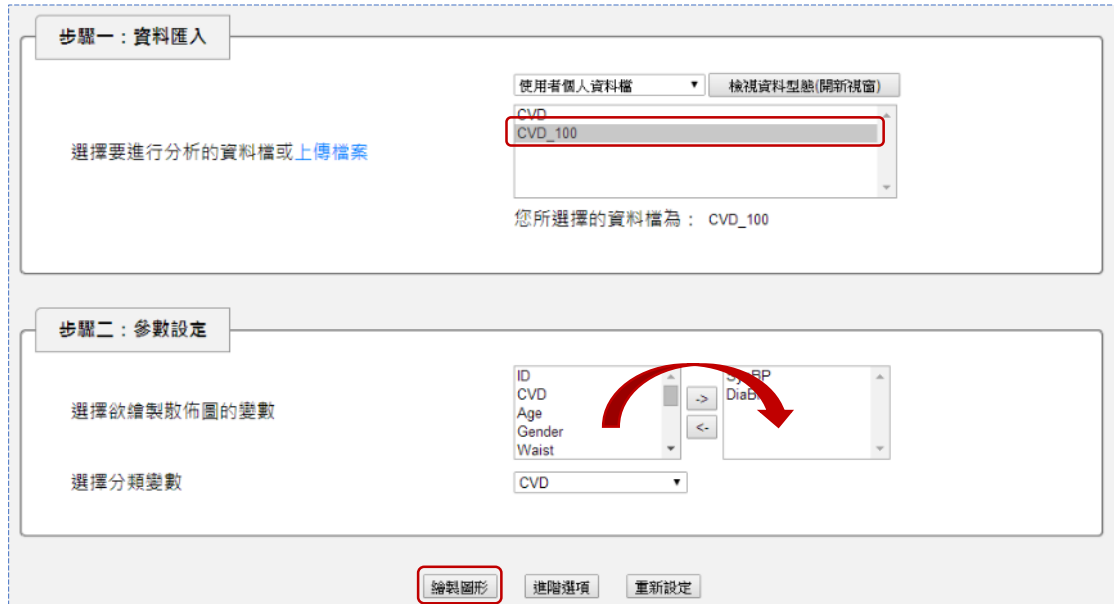 步驟一：資料匯入
使用者個人資料檔
檢視資料型態(開新視窗)
CVD
CVD_100
選擇要進行分析的資料檔或上傳檔案
您所選擇的資料檔為： CVD_100
步驟二：參數設定
選擇欲繪製散佈圖的變數
ID
CVD
Age
Gender
Waist
->
<-
選擇分類變數
CVD
繪製圖形
進階選項
重新設定